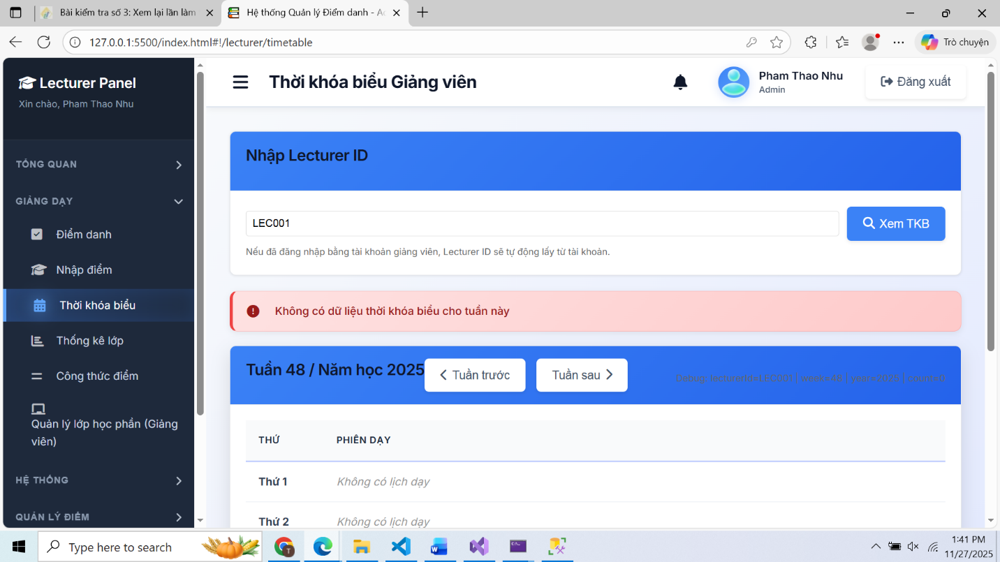 Bài kiểm tra số 3: Xem lại lần làm
Hệ thống Quản lý Điểm danh - Ad
127.0.0.1:5500/index.html#!/lecturer/timetable
Trò chuyện
Lecturer Panel
Xin chào, Pham Thao Nhu
TỔNG QUAN
GIẢNG DẠY
Điểm danh
Nhập điểm
Thời khóa biểu
Thống kê lớp
Công thức điểm
Quản lý lớp học phần (Giảng
viên)
HỆ THỐNG
QUẢN LÝ ĐIỂM
Thời khóa biểu Giảng viên
Pham Thao Nhu
Admin
Đăng xuất
Nhập Lecturer ID
LEC001
Xem TKB
Nếu đã đăng nhập bằng tài khoản giảng viên, Lecturer ID sẽ tự động lấy từ tài khoản.
Không có dữ liệu thời khóa biểu cho tuần này
Tuần 48 / Năm học 2025
Tuần trước
Tuần sau
Debug: lecturerId=LEC001 | week=48 | year=2025 | count=0
THỨ PHIÊN DẠY
Thứ 1 Không có lịch dạy
Thứ 2 Không có lịch dạy
Type here to search
1:41 PM
11/27/2025